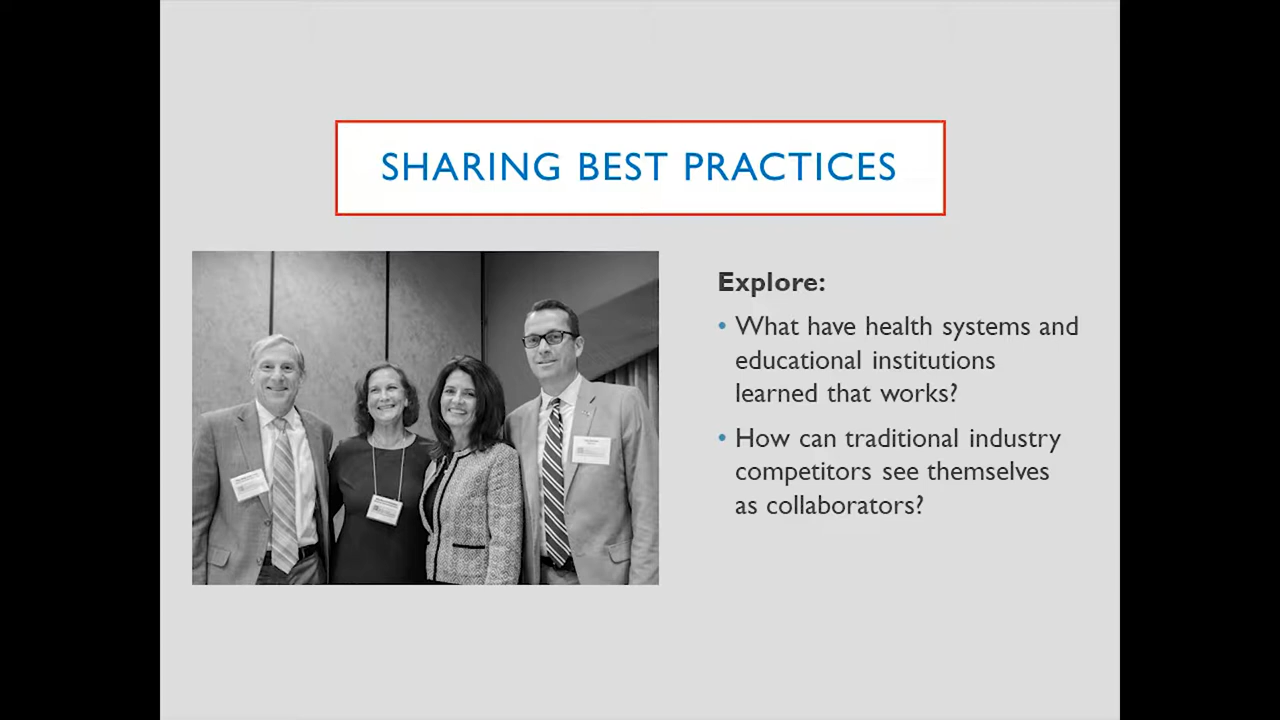 SHARING BEST PRACTICES
Explore:
• What have health systems and
educational institutions
learned that works?
• How can traditional industry
competitors see themselves
as collaborators?